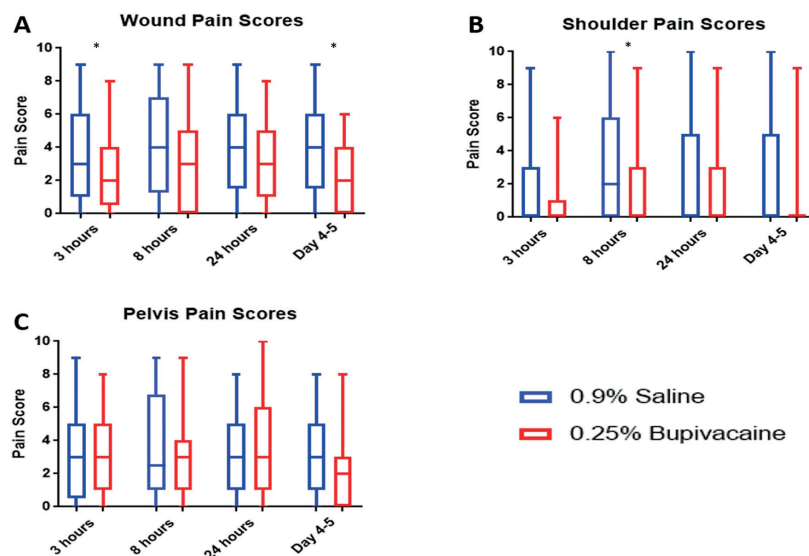 A
Wound Pain Scores
*
*
Pain Score
10
8
6
4
2
0
3 hours
8 hours
24 hours
Day 4-5
B
Shoulder Pain Scores
*
Pain Score
10
8
6
4
2
0
3 hours
8 hours
24 hours
Day 4-5
C
Pelvis Pain Scores
Pain Score
10
8
6
4
2
0
3 hours
8 hours
24 hours
Day 4-5
0.9% Saline
0.25% Bupivacaine